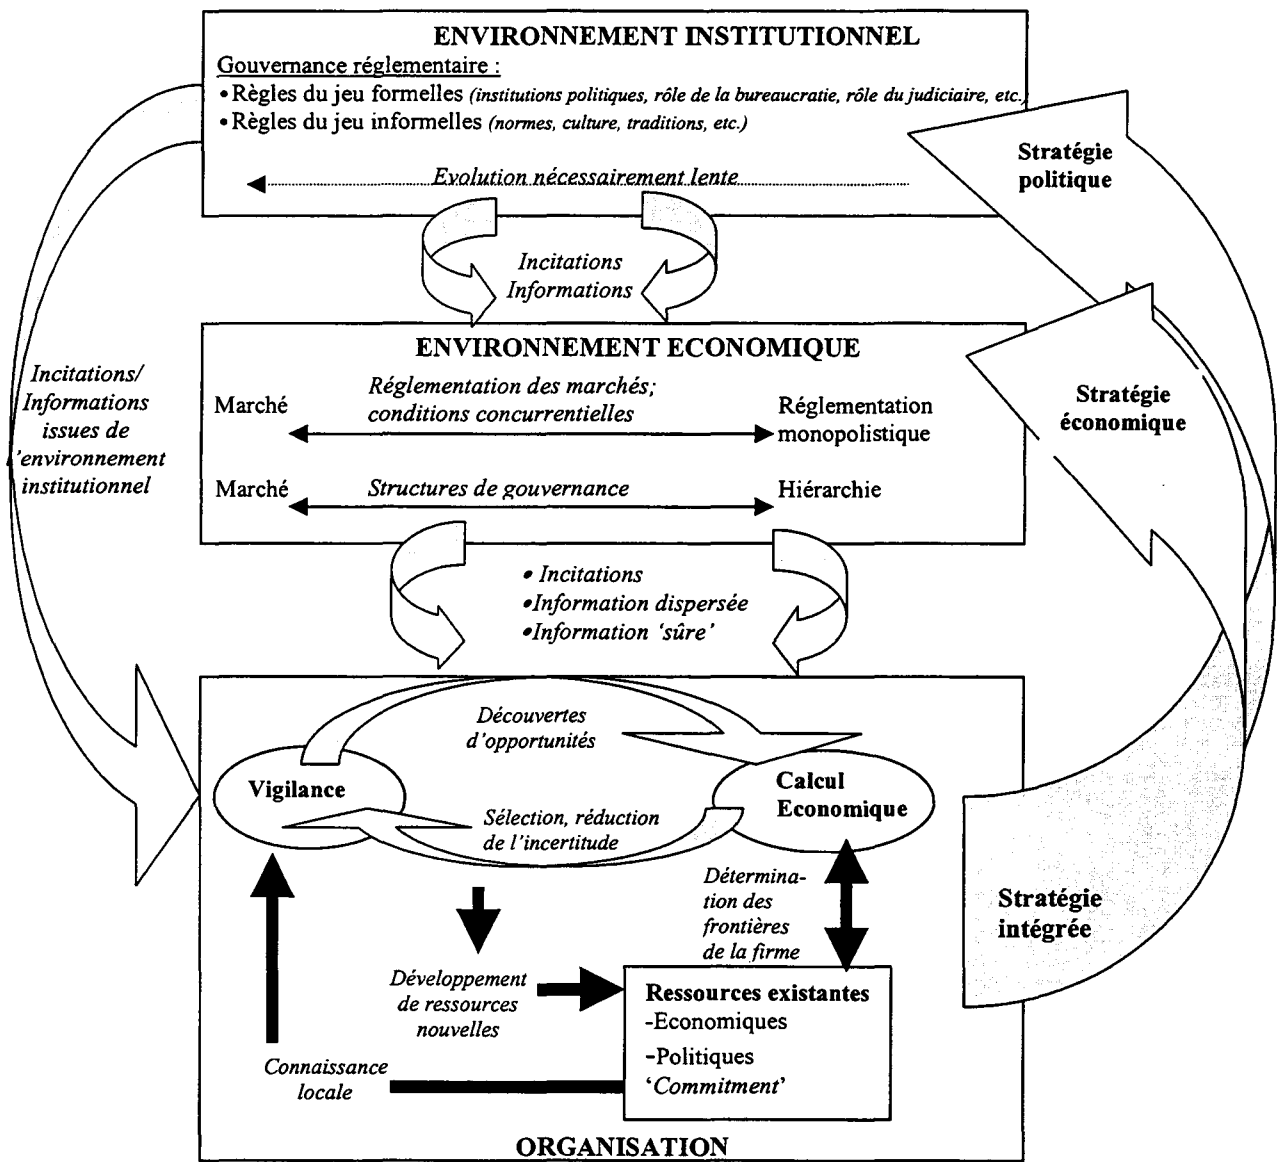 ENVIRONNEMENT INSTITUTIONNEL
Gouvernance réglementaire :
•Règles du jeu formelles (institutions politiques, rôle de la bureaucratie, rôle du judiciaire, etc.)
•Règles du jeu informelles (normes, culture, traditions, etc.)
Evolution nécessairement lente
Stratégie
politique
Incitations
Informations
ENVIRONNEMENT ECONOMIQUE
Réglementation des marchés;
conditions concurrentielles
Marché
Réglementation
monopolistique
Marché
Structures de gouvernance
Hiérarchie
Stratégie
économique
Incitations/
Informations
issues de
'environnement
institutionnel
• Incitations
•Information dispersée
•Information ‘sûre’
Découvertes
d'opportunités
Vigilance
Calcul
Economique
Sélection, réduction
de l'incertitude
Détermina-
tion des
frontières
de la firme
Stratégie
intégrée
Développement
de ressources
nouvelles
Ressources existantes
-Economiques
-Politiques
‘Commitment’
Connaissance
locale
ORGANISATION